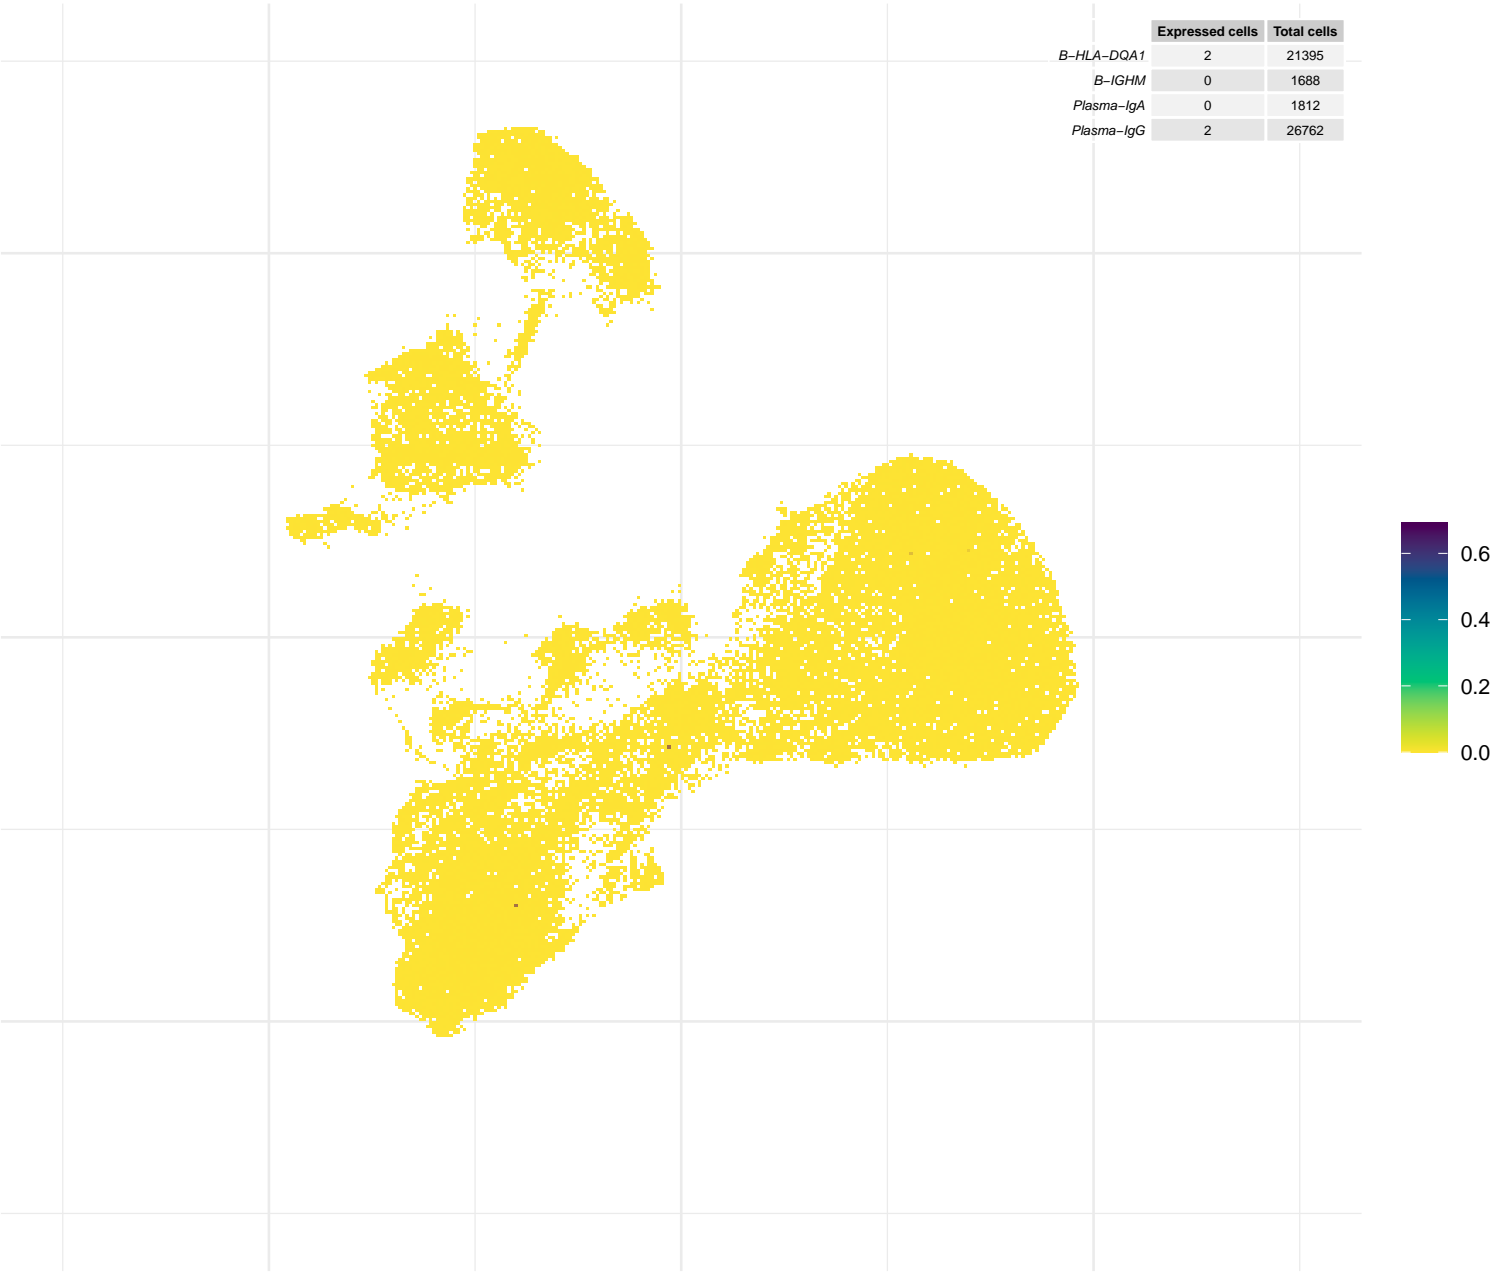 Expressed cells Total cells
B-HLA-DQA1 2 21395
B-IGHM 0 1688
Plasma-IgA 0 1812
Plasma-IgG 2 26762
0.6
0.4
0.2
0.0